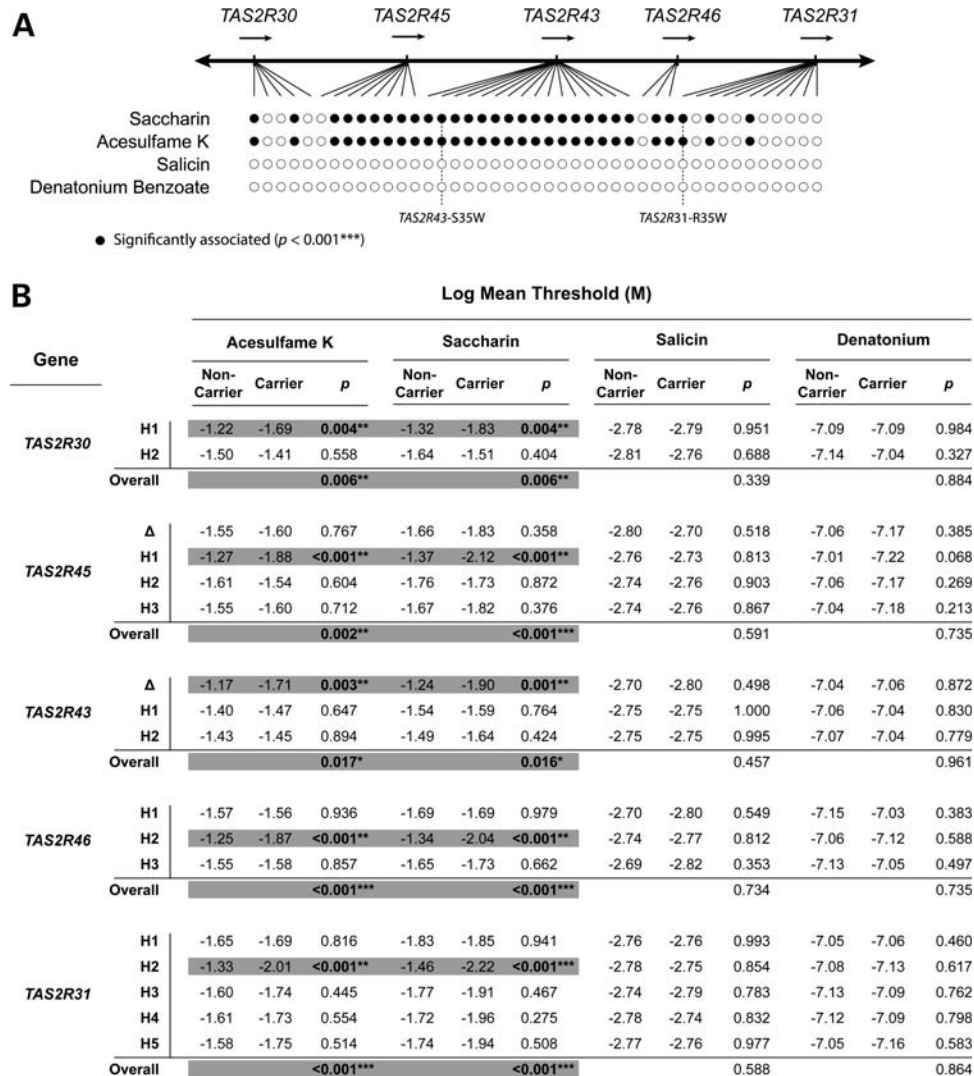 A
TAS2R30 TAS2R45 TAS2R43 TAS2R46 TAS2R31
Saccharin
Acesulfame K
Salicin
Denatonium Benzoate
TAS2R43-S35W TAS2R31-R35W
● Significantly associated (p < 0.001***)
B
Log Mean Threshold (M)
Gene
Acesulfame K Saccharin Salicin Denatonium
Non-Carrier Carrier p Non-Carrier Carrier p Non-Carrier Carrier p Non-Carrier Carrier p
TAS2R30
H1 -1.22 -1.69 0.004** -1.32 -1.83 0.004** -2.78 -2.79 0.951 -7.09 -7.09 0.984
H2 -1.50 -1.41 0.558 -1.64 -1.51 0.404 -2.81 -2.76 0.688 -7.14 -7.04 0.327
Overall 0.006** 0.006** 0.339 0.884
TAS2R45
Δ -1.55 -1.60 0.767 -1.66 -1.83 0.358 -2.80 -2.70 0.518 -7.06 -7.17 0.385
H1 -1.27 -1.88 <0.001** -1.37 -2.12 <0.001** -2.76 -2.73 0.813 -7.01 -7.22 0.068
H2 -1.61 -1.54 0.604 -1.76 -1.73 0.872 -2.74 -2.76 0.903 -7.06 -7.17 0.269
H3 -1.55 -1.60 0.712 -1.67 -1.82 0.376 -2.74 -2.76 0.867 -7.04 -7.18 0.213
Overall 0.002** <0.001*** 0.591 0.735
TAS2R43
Δ -1.17 -1.71 0.003** -1.24 -1.90 0.001** -2.70 -2.80 0.498 -7.04 -7.06 0.872
H1 -1.40 -1.47 0.647 -1.54 -1.59 0.764 -2.75 -2.75 1.000 -7.06 -7.04 0.830
H2 -1.43 -1.45 0.894 -1.49 -1.64 0.424 -2.75 -2.75 0.995 -7.07 -7.04 0.779
Overall 0.017* 0.016* 0.457 0.961
TAS2R46
H1 -1.57 -1.56 0.936 -1.69 -1.69 0.979 -2.70 -2.80 0.549 -7.15 -7.03 0.383
H2 -1.25 -1.87 <0.001** -1.34 -2.04 <0.001** -2.74 -2.77 0.812 -7.06 -7.12 0.588
H3 -1.55 -1.58 0.857 -1.65 -1.73 0.662 -2.69 -2.82 0.353 -7.13 -7.05 0.497
Overall <0.001*** <0.001*** 0.734 0.735
TAS2R31
H1 -1.65 -1.69 0.816 -1.83 -1.85 0.941 -2.76 -2.76 0.993 -7.05 -7.06 0.460
H2 -1.33 -2.01 <0.001** -1.46 -2.22 <0.001*** -2.78 -2.75 0.854 -7.08 -7.13 0.617
H3 -1.60 -1.74 0.445 -1.77 -1.91 0.467 -2.74 -2.79 0.783 -7.13 -7.09 0.762
H4 -1.61 -1.73 0.554 -1.72 -1.96 0.275 -2.78 -2.74 0.832 -7.12 -7.09 0.798
H5 -1.58 -1.75 0.514 -1.74 -1.94 0.508 -2.77 -2.76 0.977 -7.05 -7.16 0.583
Overall <0.001*** <0.001*** 0.588 0.864